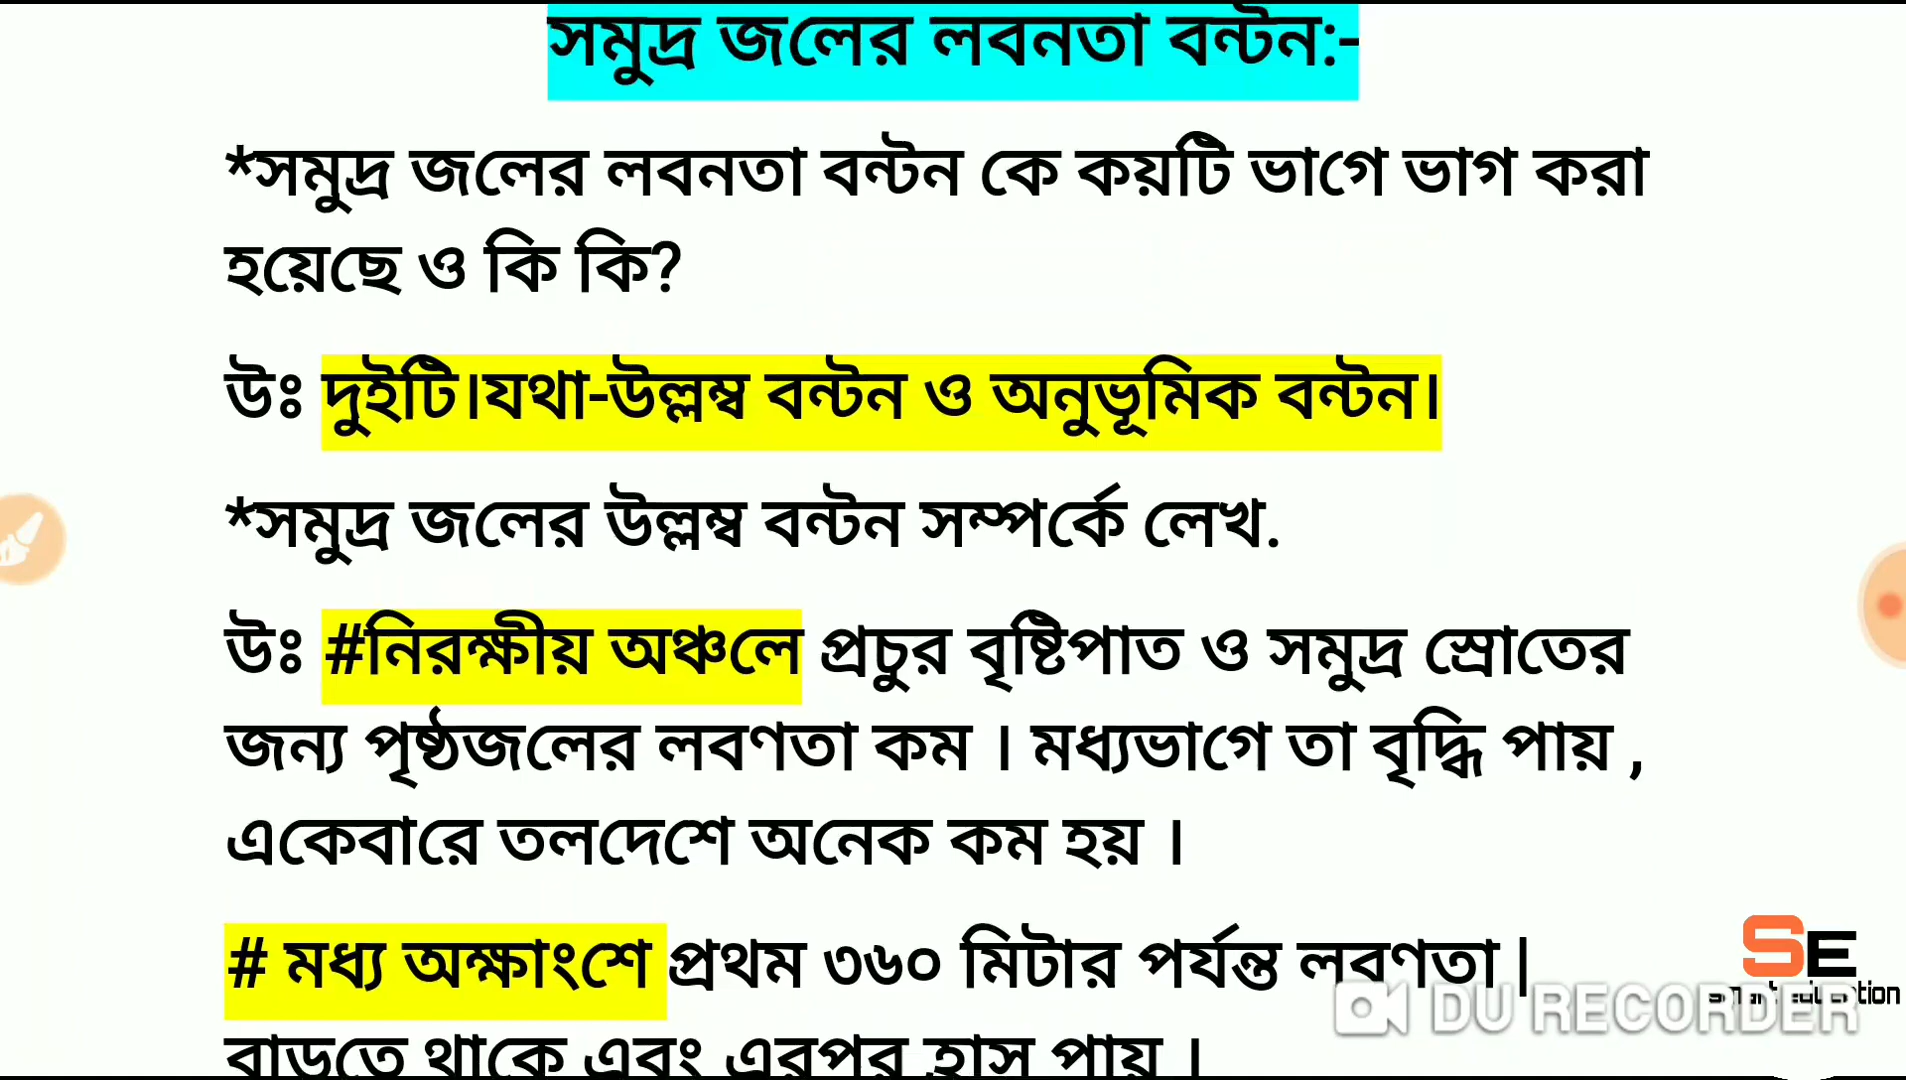 সমুদ্র জলের লবনতা বন্টন:-
*সমুদ্র জলের লবনতা বন্টন কে কয়টি ভাগে ভাগ করা
হয়েছে ও কি কি?
উঃ দুইটি।যথা-উল্লম্ব বন্টন ও অনুভূমিক বন্টন।
*সমুদ্র জলের উল্লম্ব বন্টন সম্পর্কে লেখ.
উঃ #নিরক্ষীয় অঞ্চলে প্রচুর বৃষ্টিপাত ও সমুদ্র স্রোতের
জন্য পৃষ্ঠজলের লবণতা কম । মধ্যভাগে তা বৃদ্ধি পায় ,
একেবারে তলদেশে অনেক কম হয় ।
# মধ্য অক্ষাংশে প্রথম ৩৬০ মিটার পর্যন্ত লবণতা |
বাড়তে থাকে এবং এরপর হ্রাস পায় ।
SE
smart education
DU RECORDER